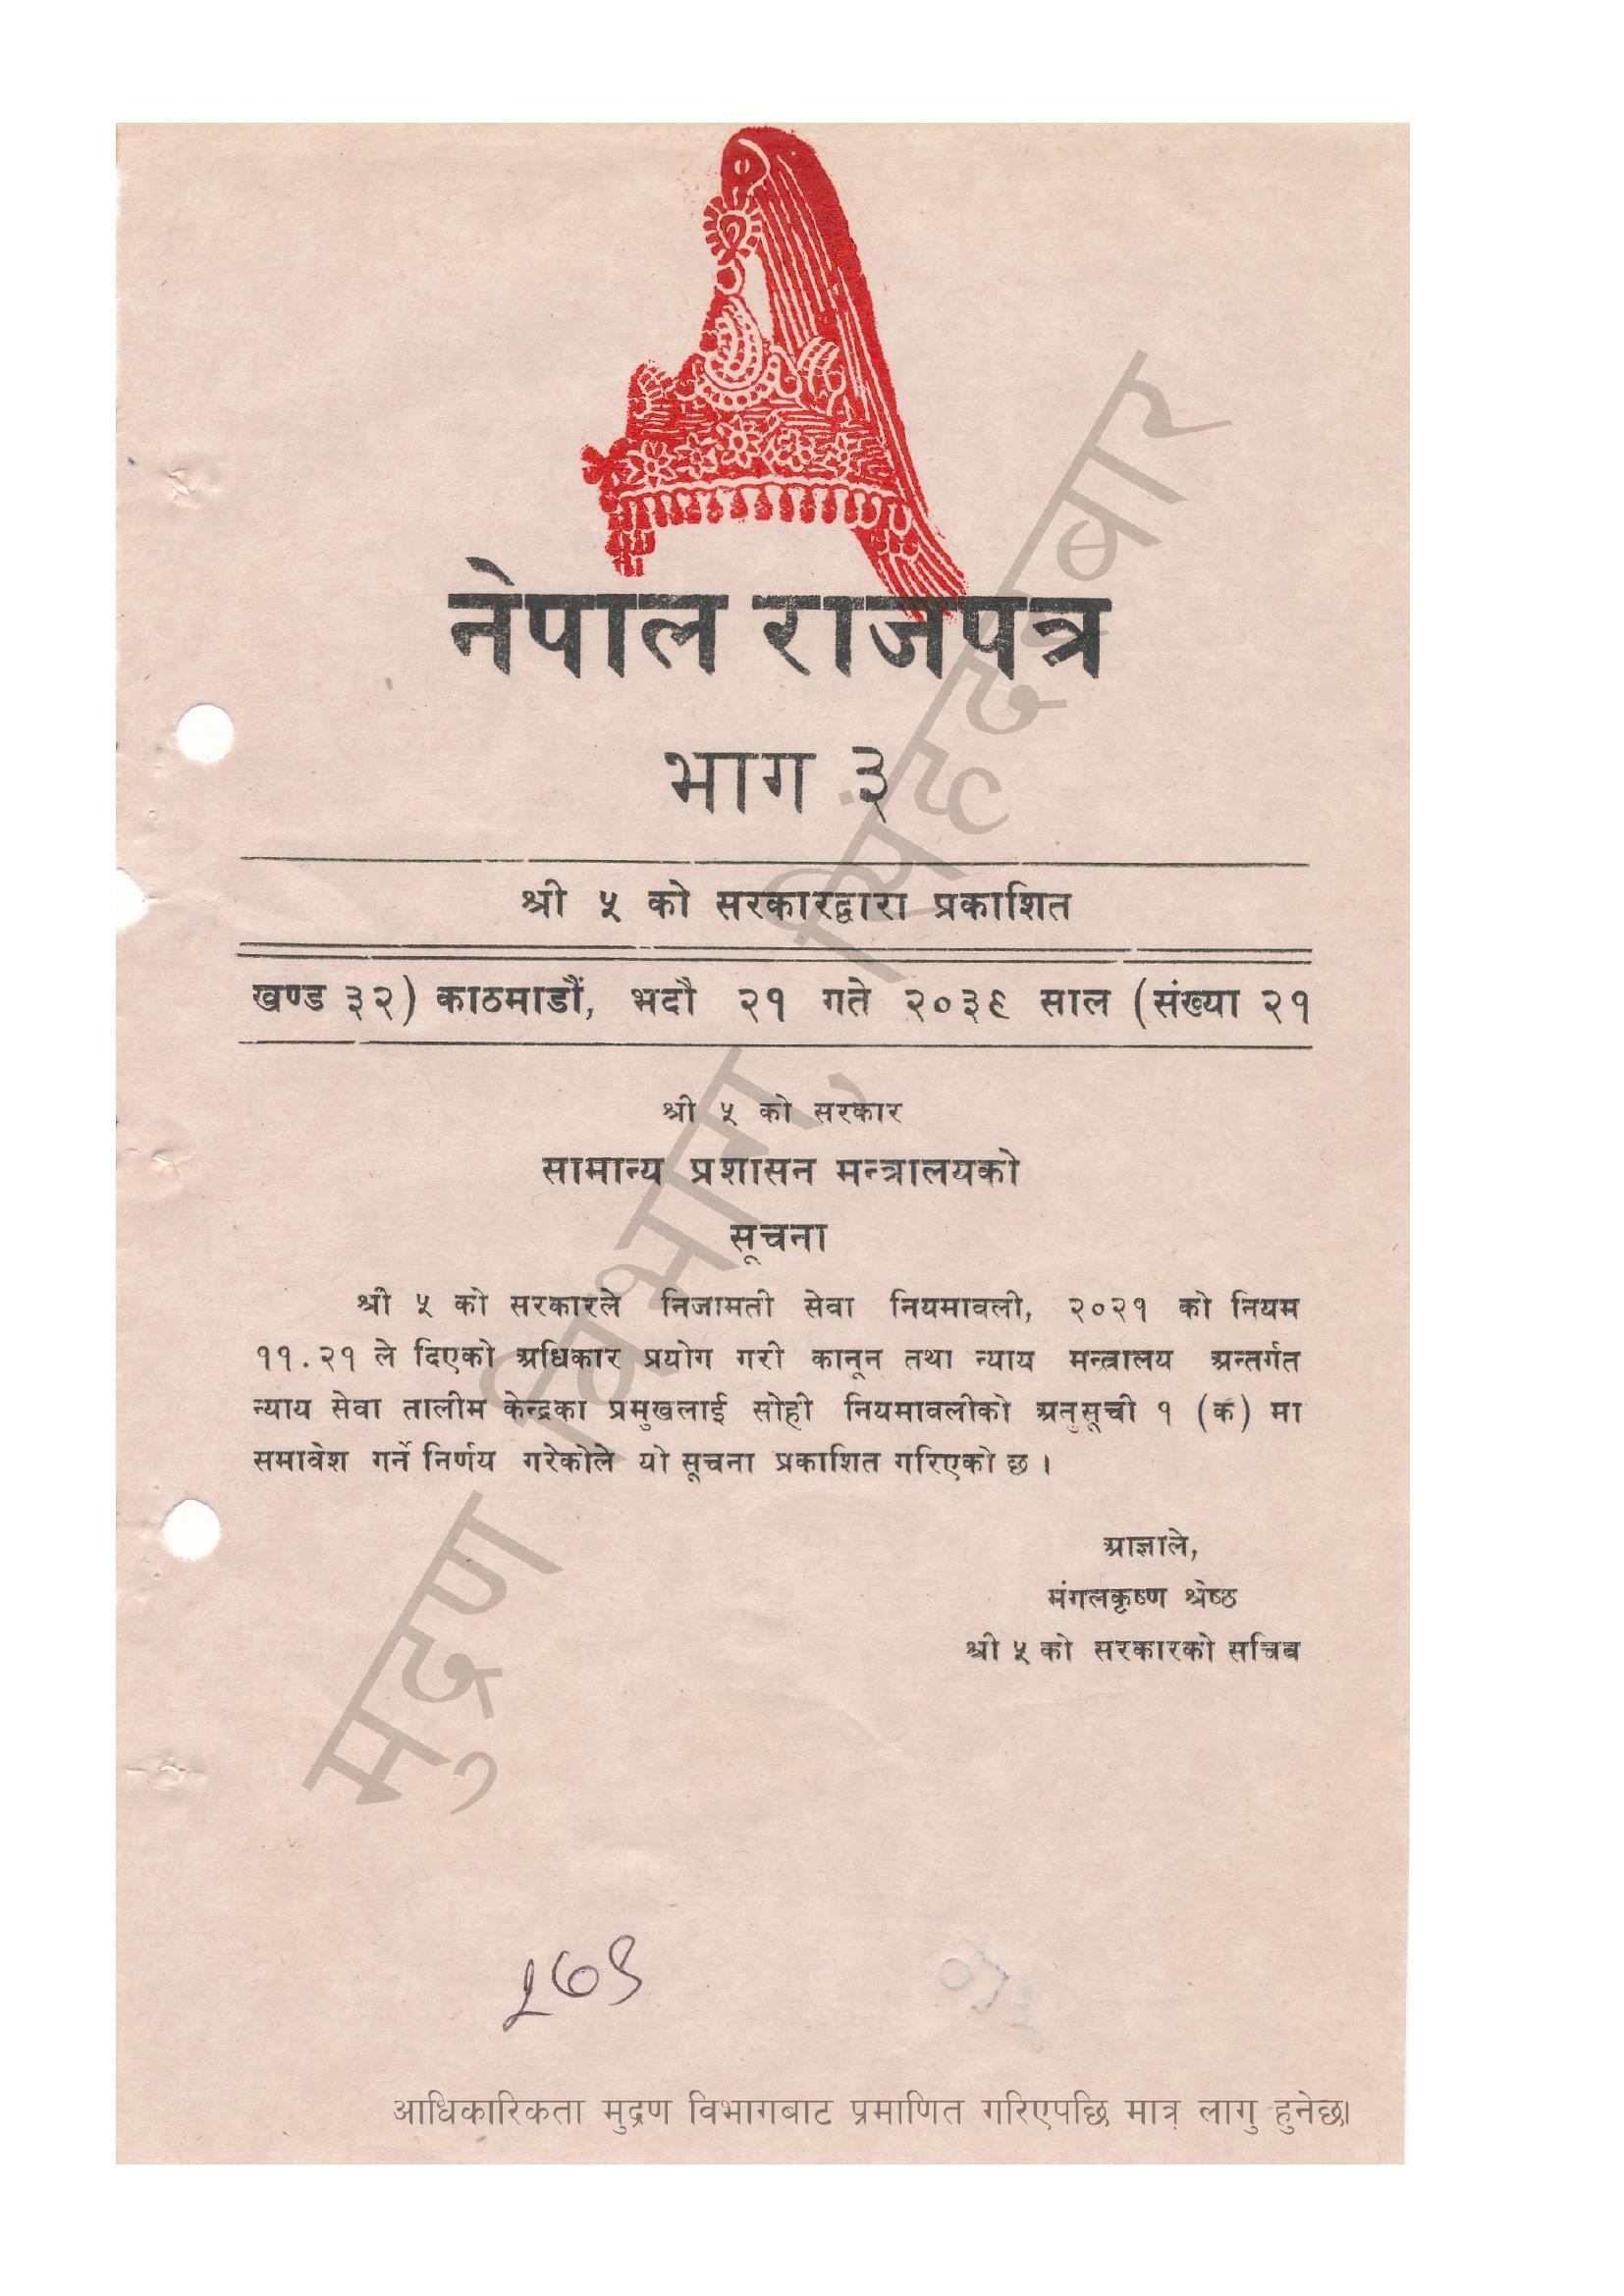 नेपाल राजपत्र
भाग ३
श्री ५ को सरकारद्वारा प्रकाशित
खण्ड ३२) काठमाडौं, भदौ २१ गते २०३९ साल (संख्या २१
श्री ५ को सरकार
सामान्य प्रशासन मन्त्रालयको
सूचना
श्री ५ को सरकारले निजामती सेवा नियमावली, २०२१ को नियम
११.२१ ले दिएको अधिकार प्रयोग गरी कानून तथा न्याय मन्त्रालय अन्तर्गत
न्याय सेवा तालीम केन्द्रका प्रमुखलाई सोही नियमावलीको अनुसूची १ (क) मा
समावेश गर्ने निर्णय गरेकोले यो सूचना प्रकाशित गरिएको छ ।
आज्ञाले,
मंगलकृष्ण श्रेष्ठ
श्री ५ को सरकारको सचिव
मुद्रण विभाग, सिंहदरबार
आधिकारिकता मुद्रण विभागबाट प्रमाणित गरिएपछि मात्र लागु हुनेछ।